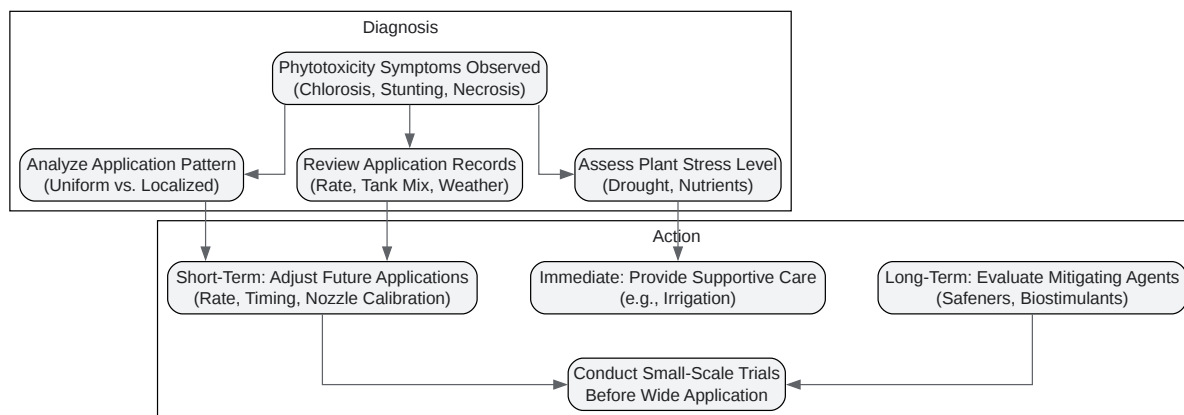 Diagnosis
Phytotoxicity Symptoms Observed
(Chlorosis, Stunting, Necrosis)
Analyze Application Pattern
(Uniform vs. Localized)
Review Application Records
(Rate, Tank Mix, Weather)
Assess Plant Stress Level
(Drought, Nutrients)
Action
Short-Term: Adjust Future Applications
(Rate, Timing, Nozzle Calibration)
Immediate: Provide Supportive Care
(e.g., Irrigation)
Long-Term: Evaluate Mitigating Agents
(Safeners, Biostimulants)
Conduct Small-Scale Trials
Before Wide Application